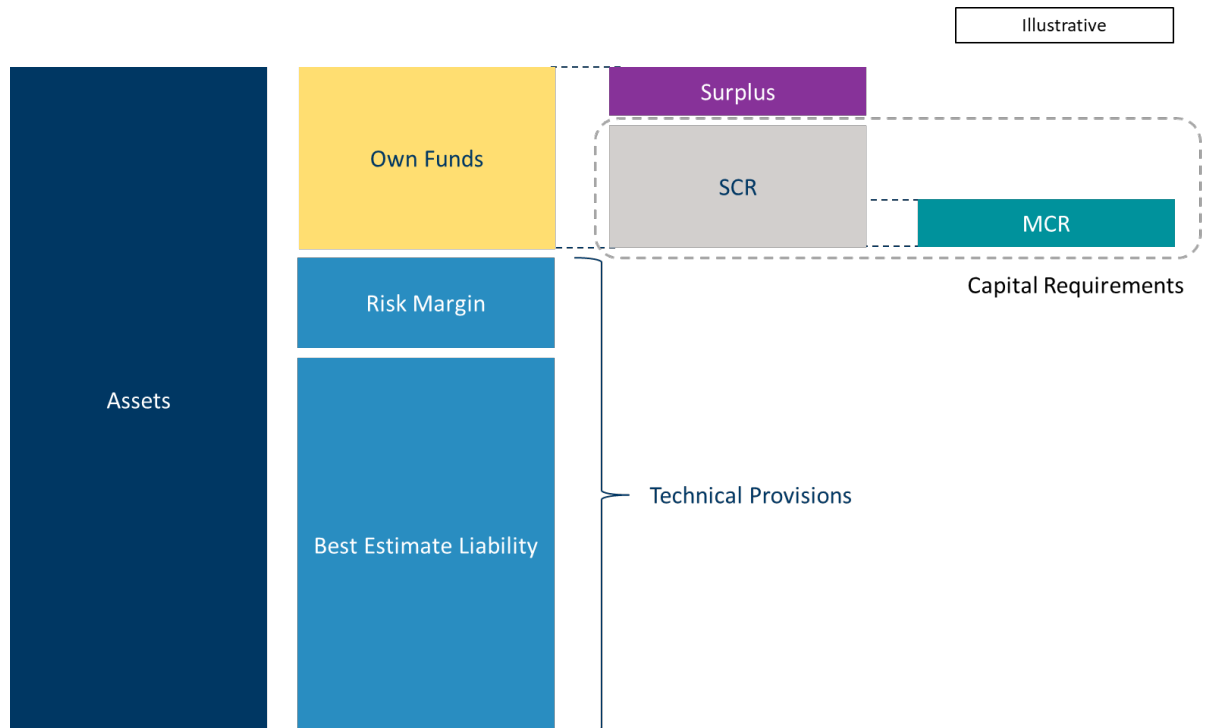 Illustrative
Surplus
Own Funds
SCR
MCR
Capital Requirements
Risk Margin
Assets
Technical Provisions
Best Estimate Liability